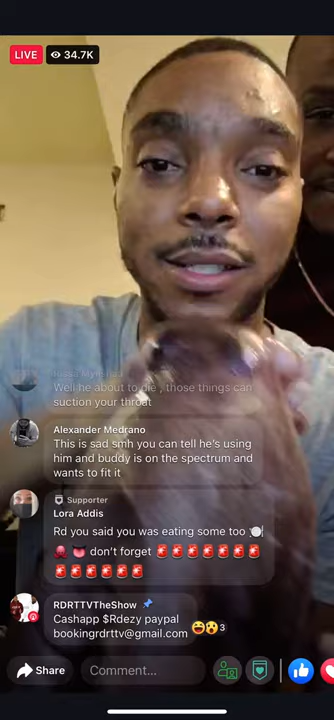 LIVE 34.7K
Well he about to die , those things can
suction your throat
Alexander Medrano
This is sad smh you can tell he's using
him and buddy is on the spectrum and
wants to fit it
Supporter
Lora Addis
Rd you said you was eating some too 🍽️
🐙 👅 don't forget 🚨 🚨 🚨 🚨 🚨 🚨 🚨
🚨 🚨 🚨 🚨 🚨 🚨
RDRTTVTheShow 📌
Cashapp $Rdezy paypal
bookingrdrttv@gmail.com 😆😲3
Share Comment...